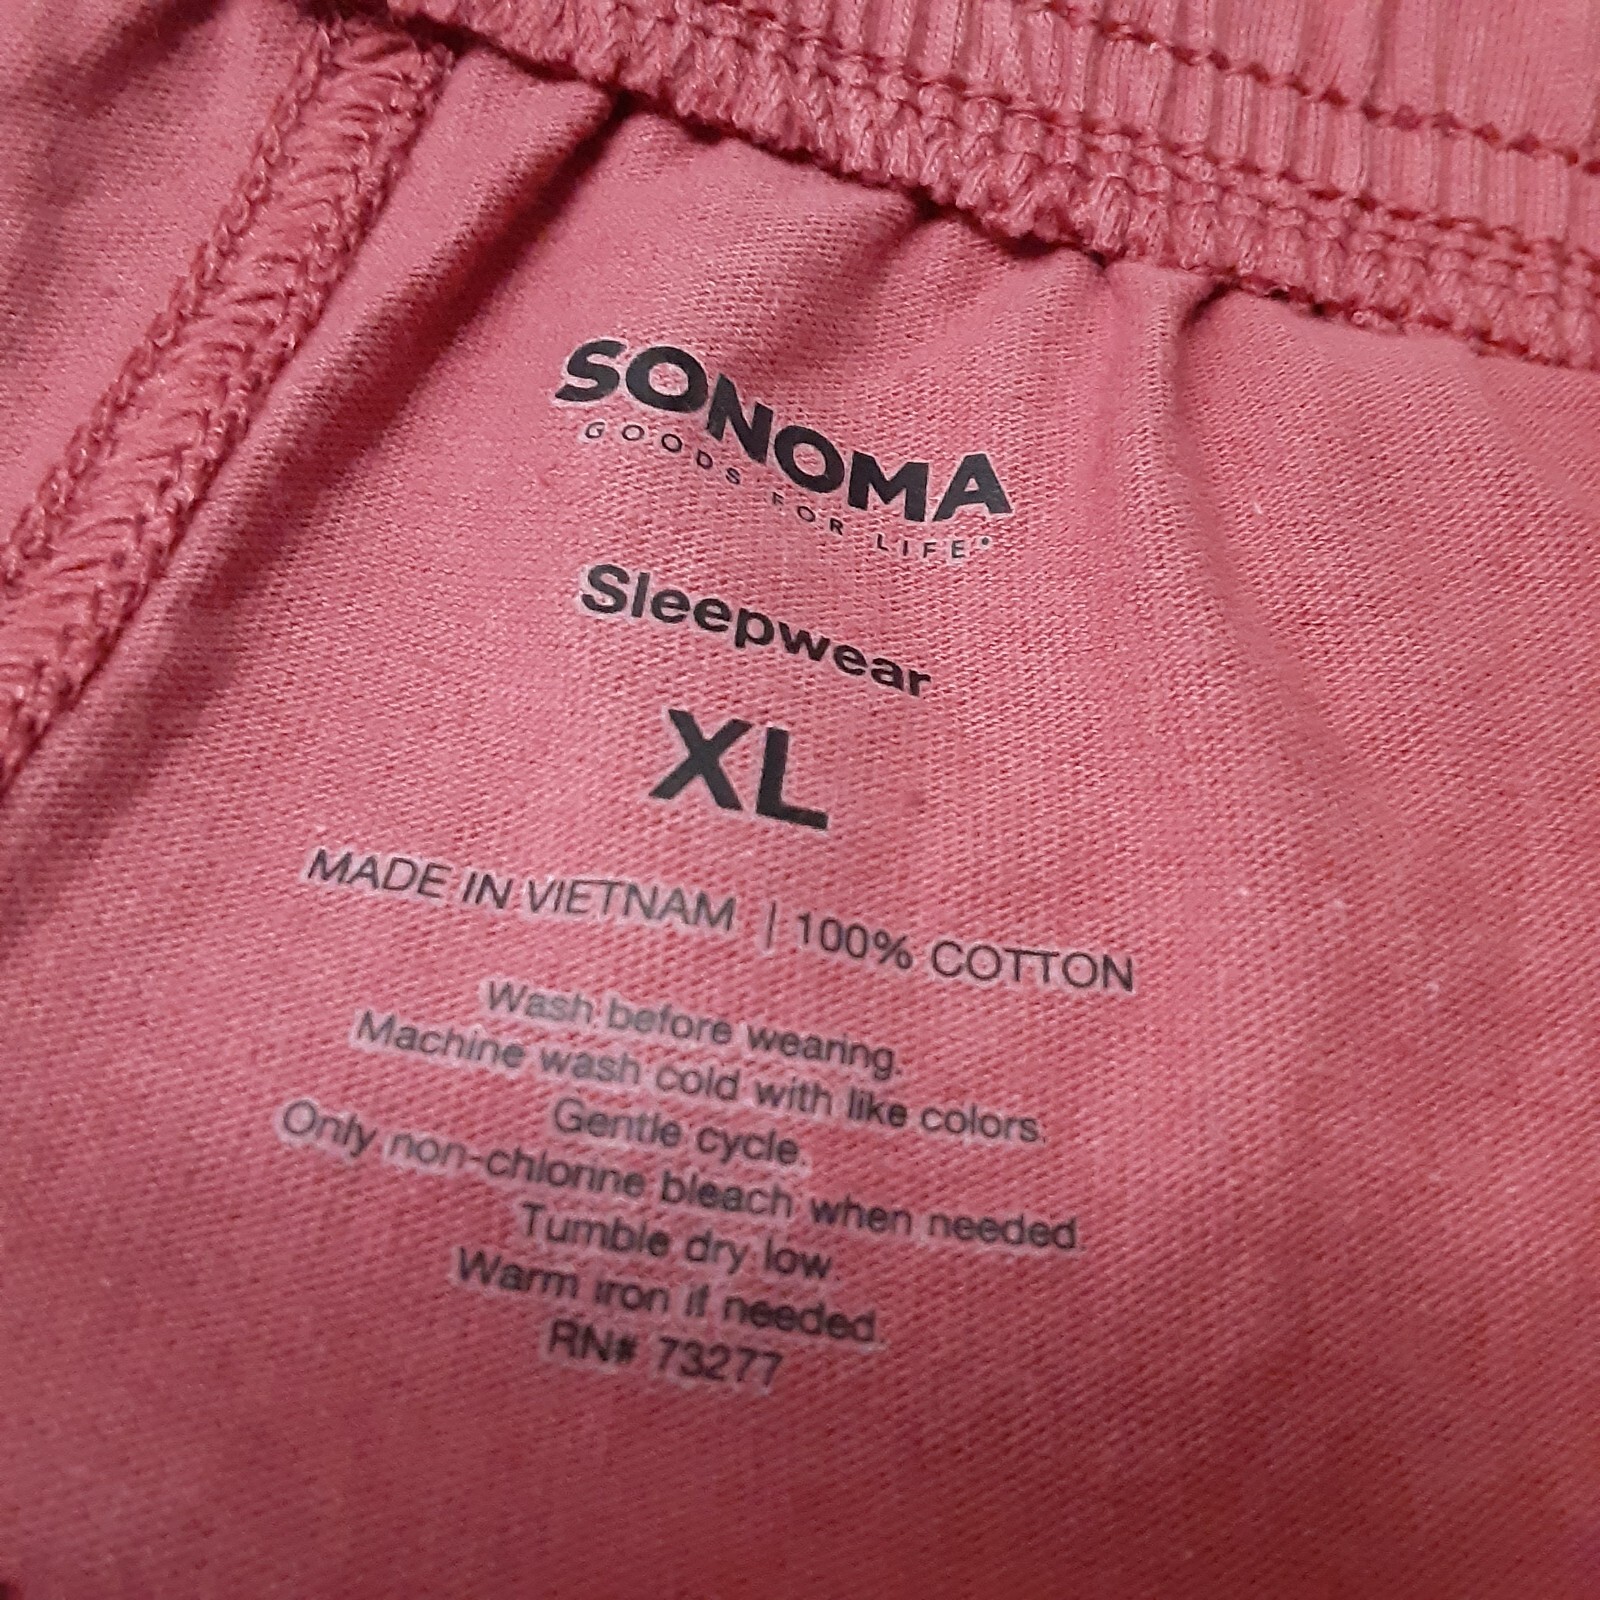 SONOMA
GOODS FOR LIFE®
Sleepwear
XL
MADE IN VIETNAM | 100% COTTON
Wash before wearing.
Machine wash cold with like colors.
Gentle cycle.
Only non-chlorine bleach when needed.
Tumble dry low.
Warm iron if needed.
RN# 73277